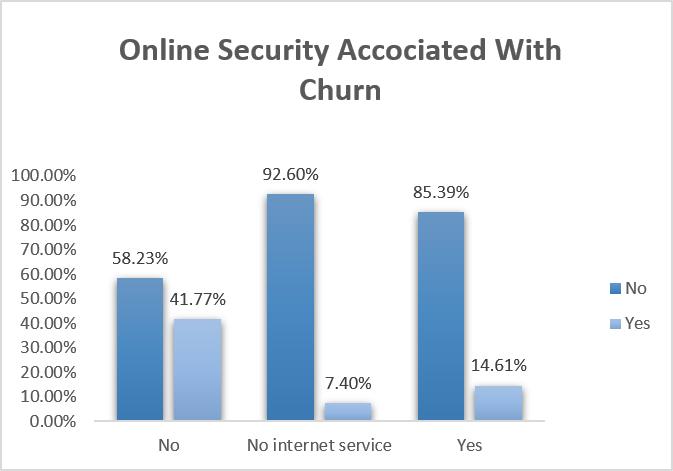 Online Security Accociated With
Churn
100.00%
90.00%
80.00%
70.00%
60.00%
50.00%
40.00%
30.00%
20.00%
10.00%
0.00%
58.23%
41.77%
92.60%
7.40%
85.39%
14.61%
No
No internet service
Yes
No
Yes